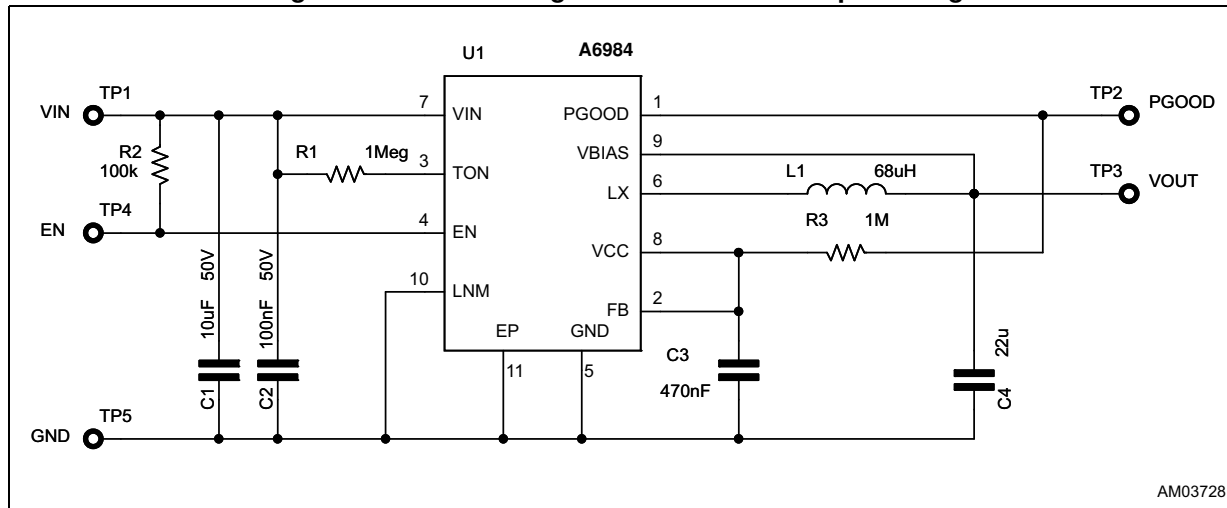 U1
A6984
VIN
TP1
7
VIN
PGOOD
1
TP2
PGOOD
R2
100k
R1
1Meg
3
TON
VBIAS
9
LX
6
L1
68uH
TP3
VOUT
EN
TP4
4
EN
R3
1M
VCC
8
10
LNM
FB
2
10uF 50V
100nF 50V
EP
GND
11
5
C1
C2
C3
470nF
22u
C4
GND
TP5
AM03728